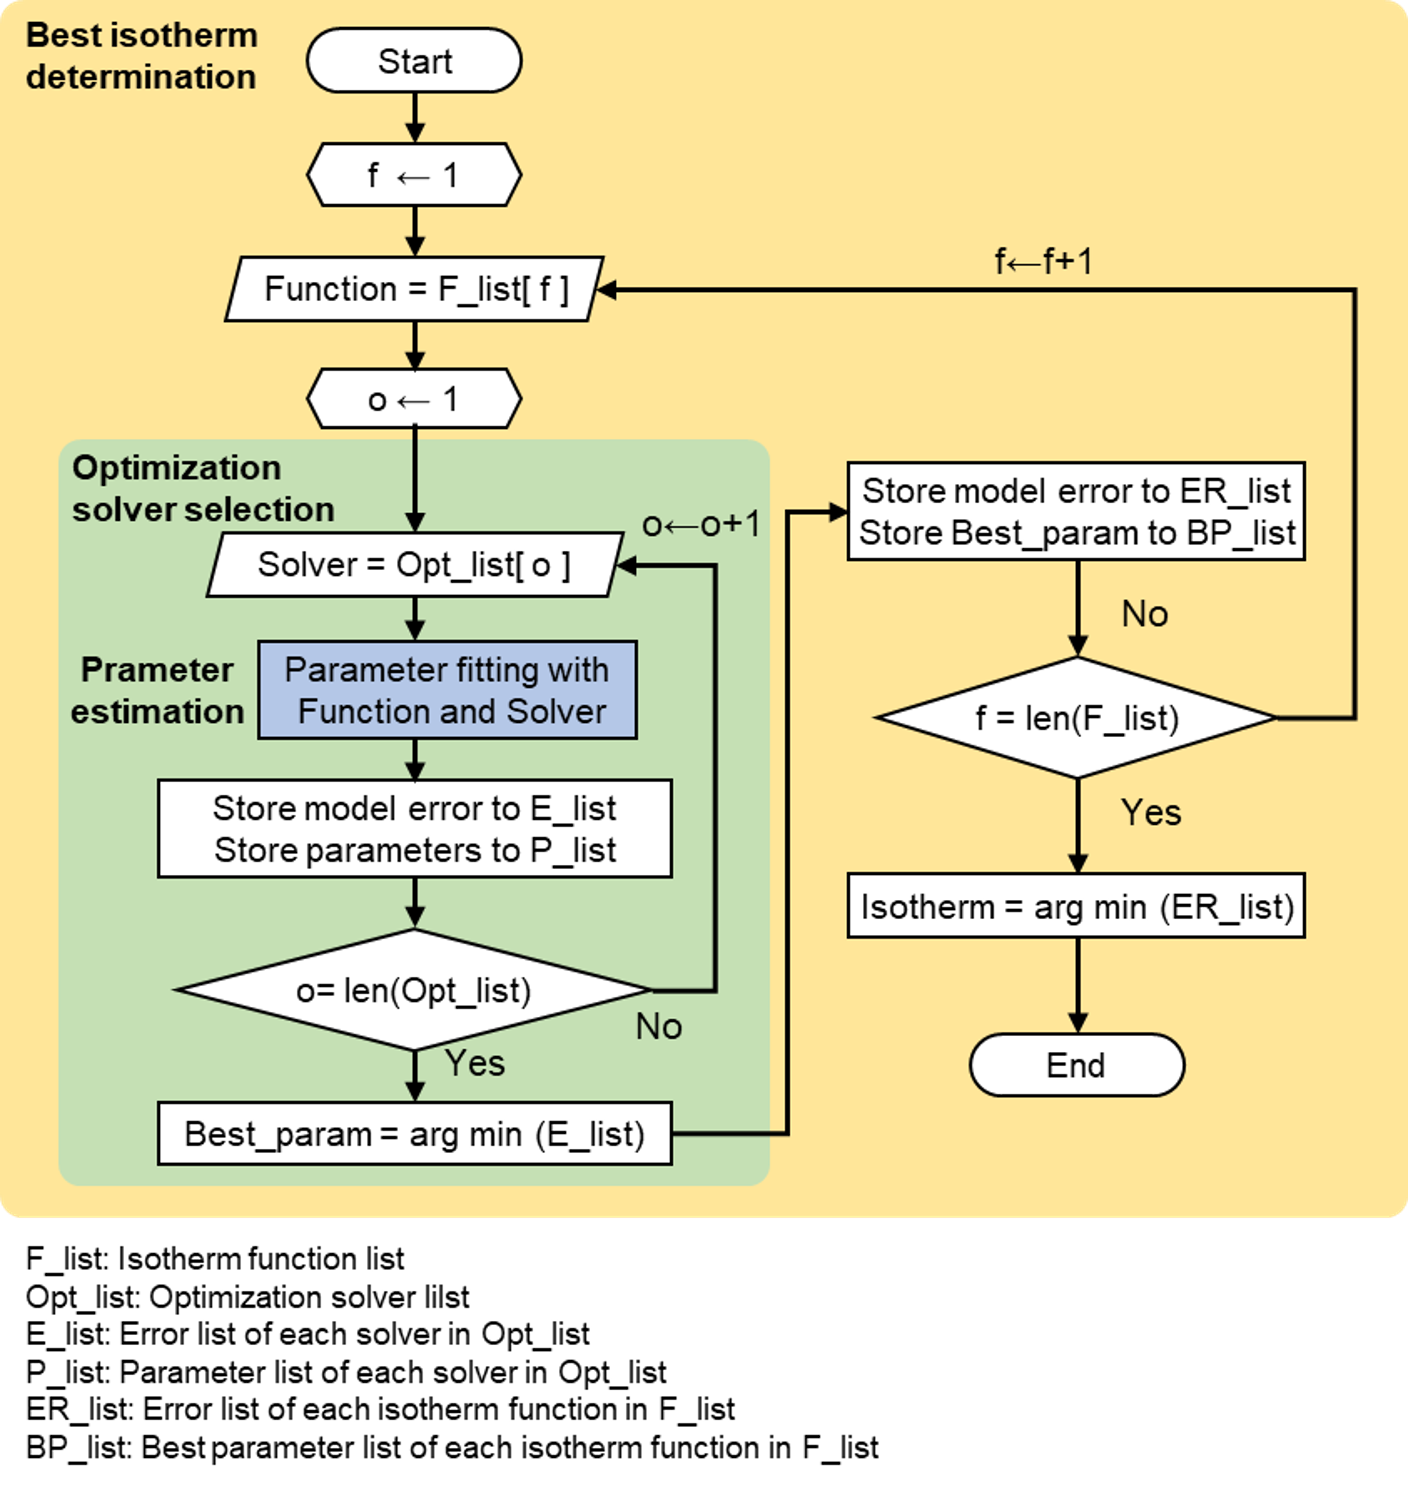 Best isotherm
determination
Start
f ← 1
Function = F_list[ f ]
f←f+1
o ← 1
Optimization
solver selection
o←o+1
Solver = Opt_list[ o ]
Prameter
estimation
Parameter fitting with
Function and Solver
Store model error to E_list
Store parameters to P_list
o= len(Opt_list)
No
Yes
Best_param = arg min (E_list)
Store model error to ER_list
Store Best_param to BP_list
No
f = len(F_list)
Yes
Isotherm = arg min (ER_list)
End
F_list: Isotherm function list
Opt_list: Optimization solver lilst
E_list: Error list of each solver in Opt_list
P_list: Parameter list of each solver in Opt_list
ER_list: Error list of each isotherm function in F_list
BP_list: Best parameter list of each isotherm function in F_list